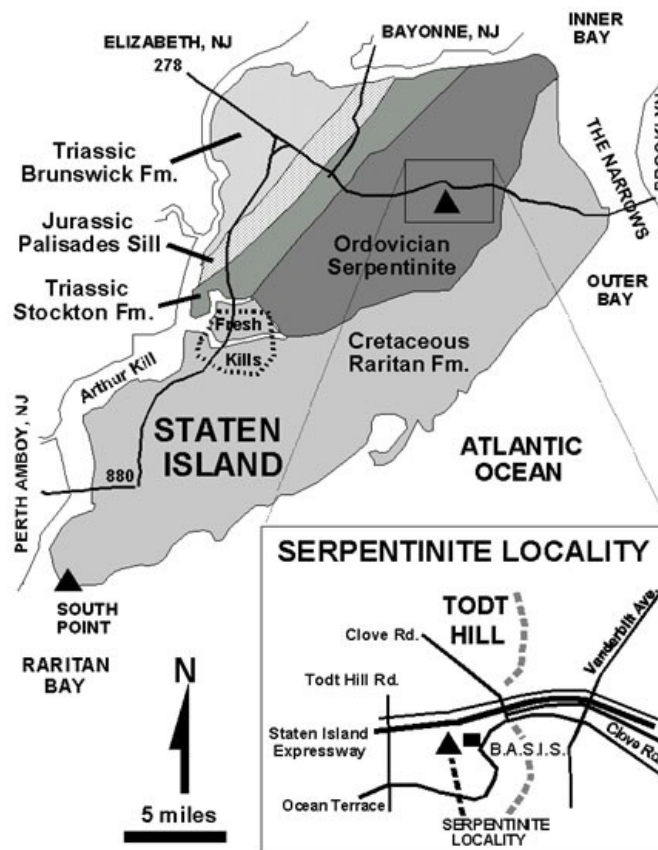 INNER
BAY
BAYONNE, NJ
ELIZABETH, NJ
278
BROOKLYN
THE NARROWS
Triassic
Brunswick Fm.
Jurassic
Palisades Sill
Triassic
Stockton Fm.
Ordovician
Serpentinite
OUTER
BAY
Fresh
Kills
Cretaceous
Raritan Fm.
Arthur Kill
PERTH AMBOY, NJ
STATEN
ISLAND
ATLANTIC
OCEAN
880
SOUTH
POINT
RARITAN
BAY
N
5 miles
SERPENTINITE LOCALITY
TODT
HILL
Clove Rd.
Vanderbilt Ave.
Todt Hill Rd.
Staten Island
Expressway
B.A.S.I.S.
Clove Rd.
Ocean Terrace
SERPENTINITE
LOCALITY